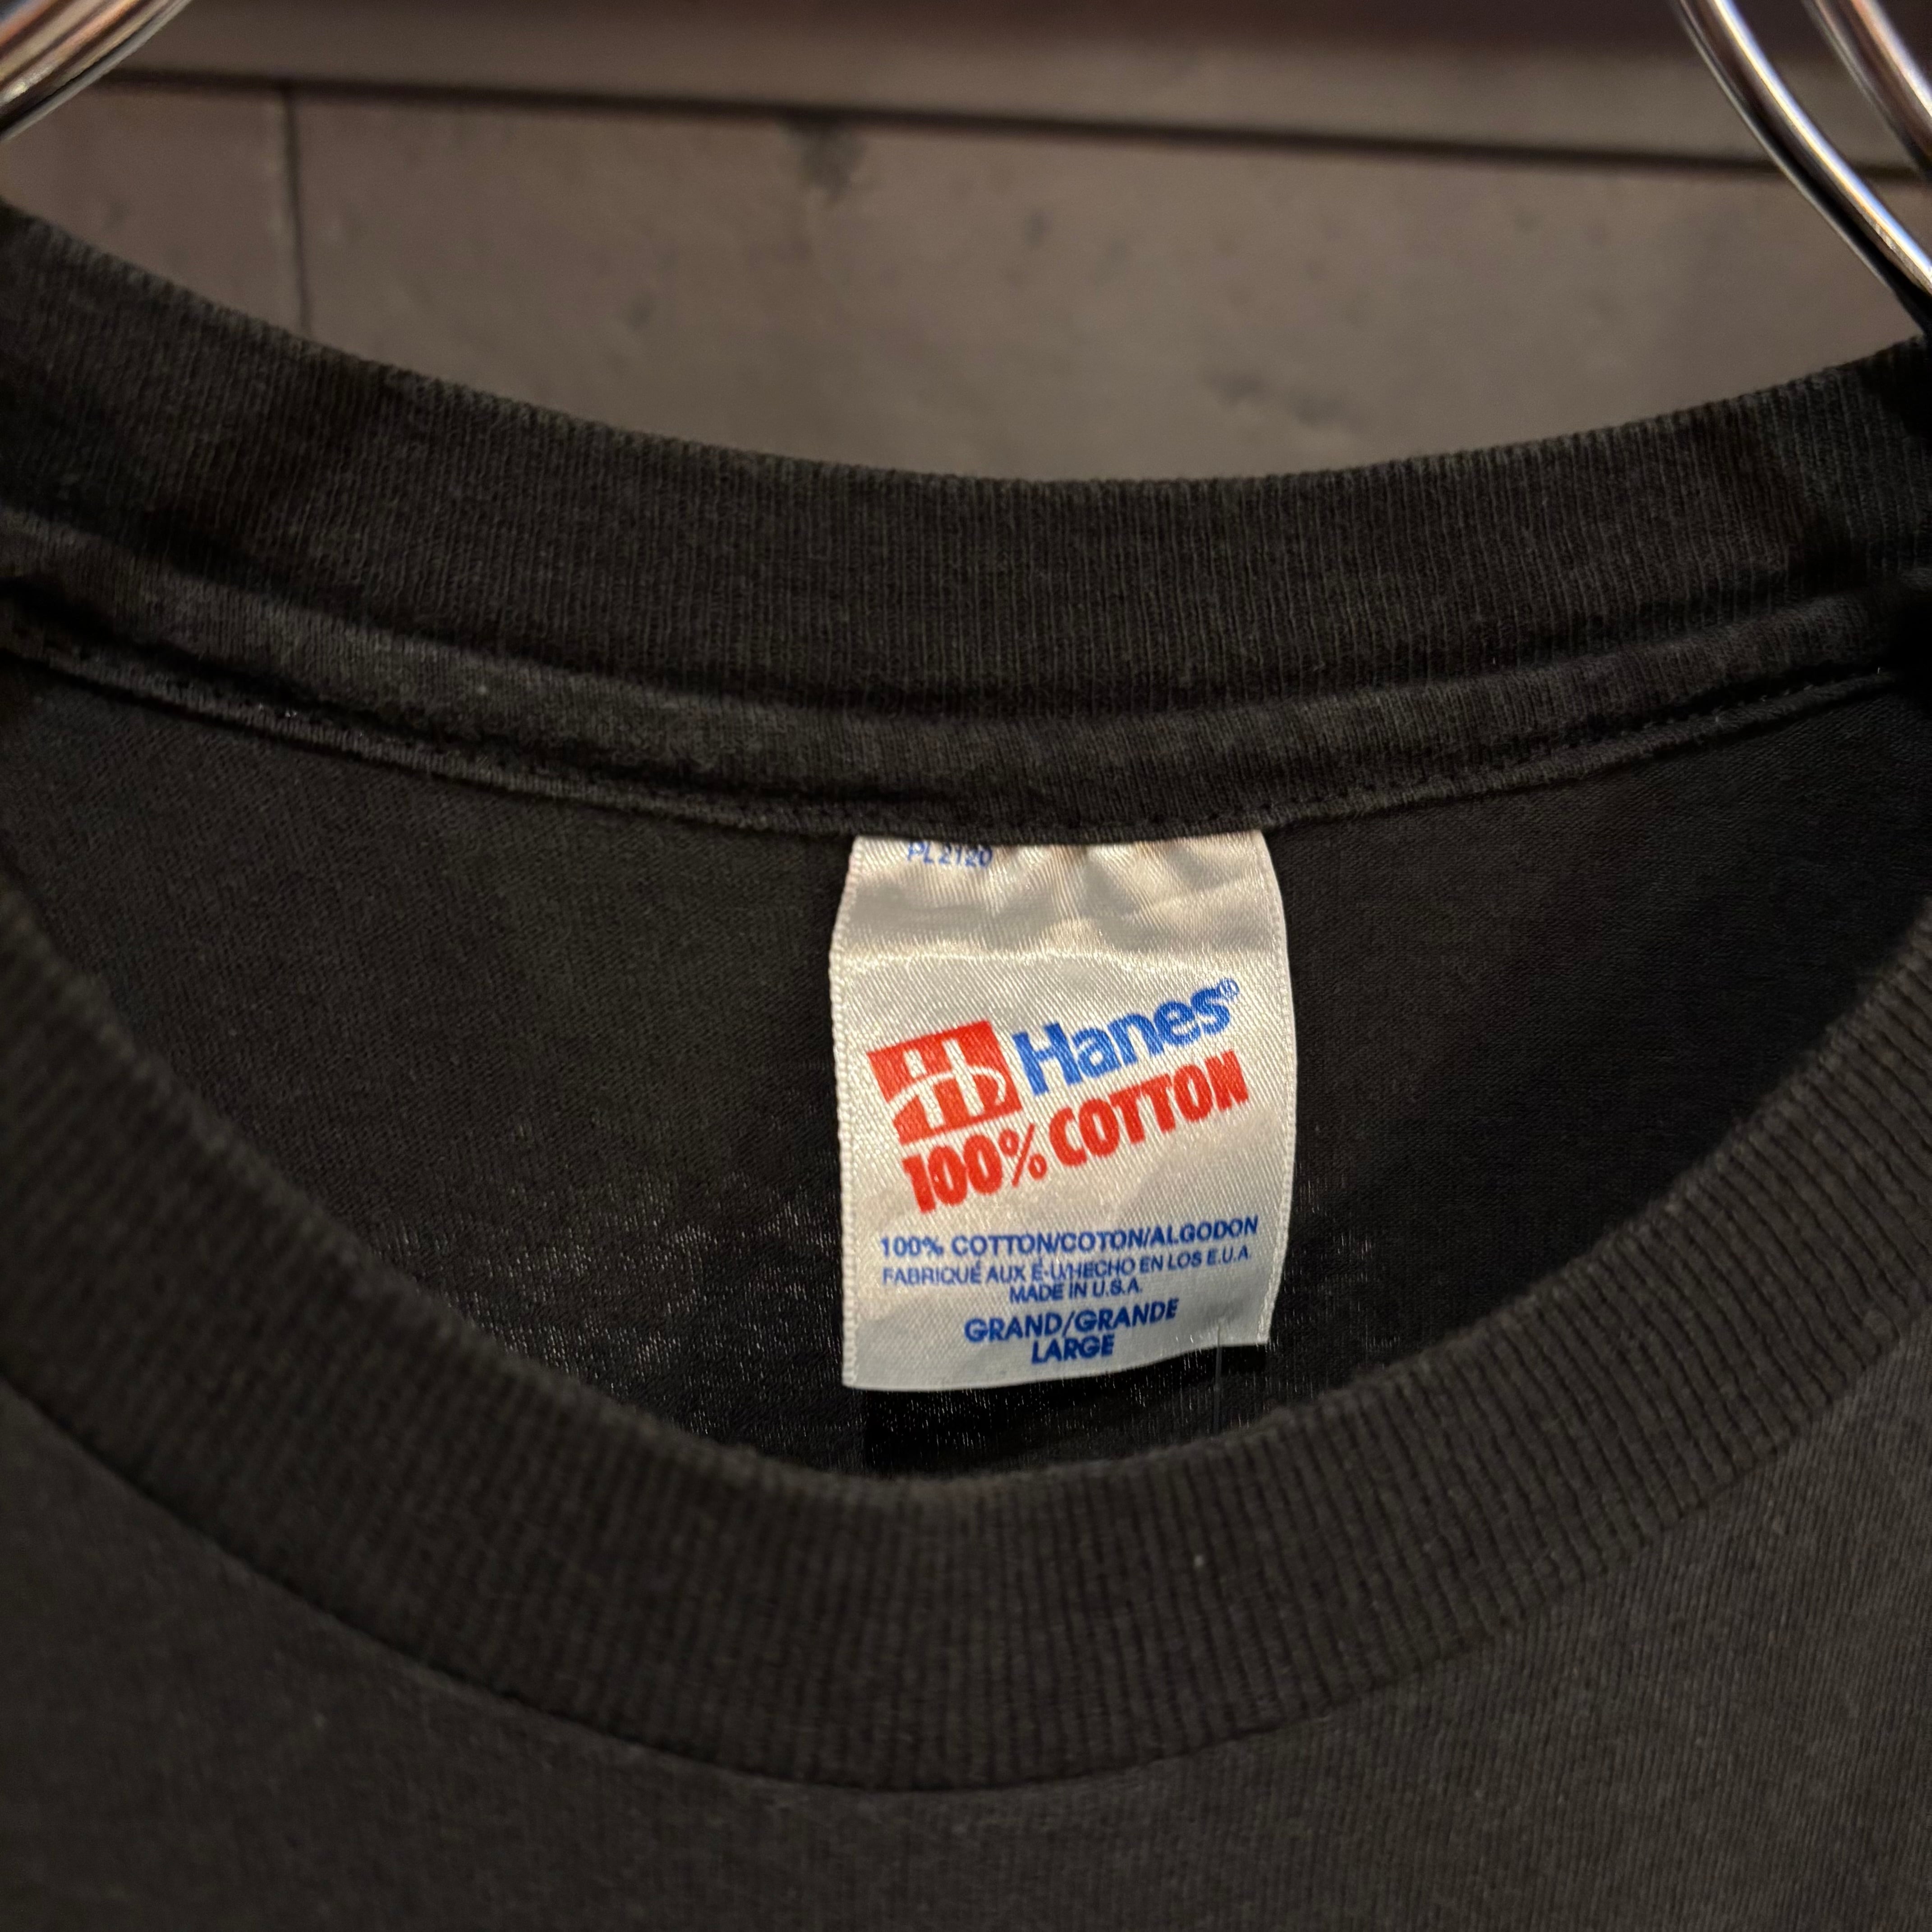 PL 2120
Hanes®
100% COTTON
100% COTTON/COTON/ALGODON
FABRIQUÉ AUX É-U/HECHO EN LOS E.U.A.
MADE IN U.S.A.
GRAND/GRANDE
LARGE